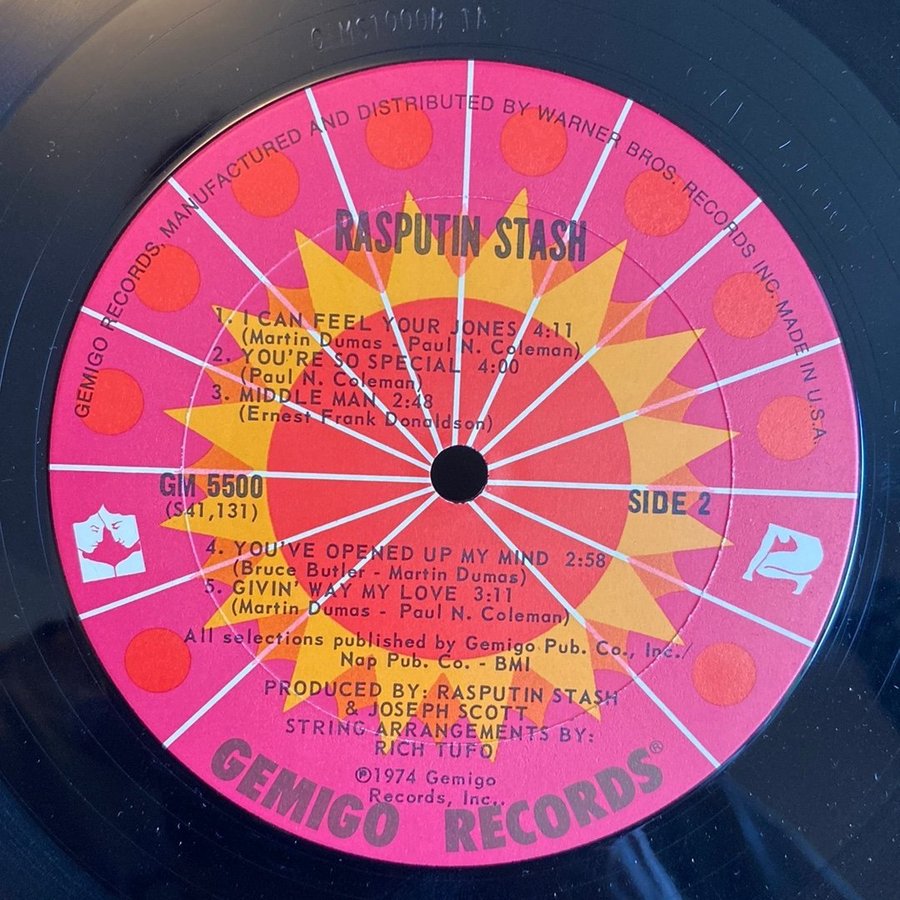 GEMIGO RECORDS, MANUFACTURED AND DISTRIBUTED BY WARNER BROS. RECORDS INC. MADE IN U.S.A.
RASPUTIN STASH
1. I CAN FEEL YOUR JONES 4:11
(Martin Dumas - Paul N. Coleman)
2. YOU'RE SO SPECIAL 4:00
(Paul N. Coleman)
3. MIDDLE MAN 2:48
(Ernest Frank Donaldson)
GM 5500
(S41,131)
SIDE 2
4. YOU'VE OPENED UP MY MIND 2:58
(Bruce Butler - Martin Dumas)
5. GIVIN' WAY MY LOVE 3:11
(Martin Dumas - Paul N. Coleman)
All selections published by Gemigo Pub. Co., Inc./
Nap Pub. Co. - BMI
PRODUCED BY: RASPUTIN STASH
& JOSEPH SCOTT
STRING ARRANGEMENTS BY:
RICH TUFO
℗1974 Gemigo
Records, Inc..
GEMIGO RECORDS®